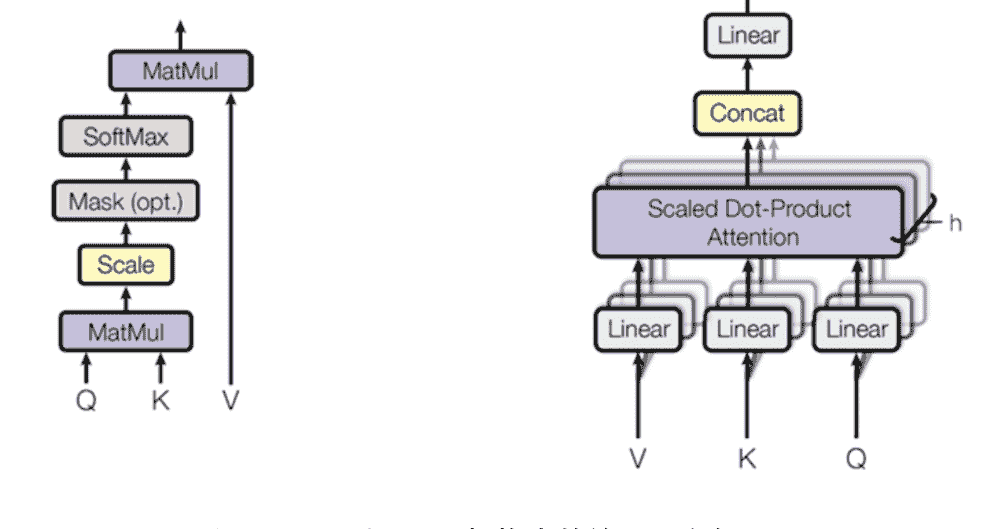 MatMul
SoftMax
Mask (opt.)
Scale
MatMul
Q K V
Linear
Concat
Scaled Dot-Product
Attention
h
Linear Linear Linear
V K Q